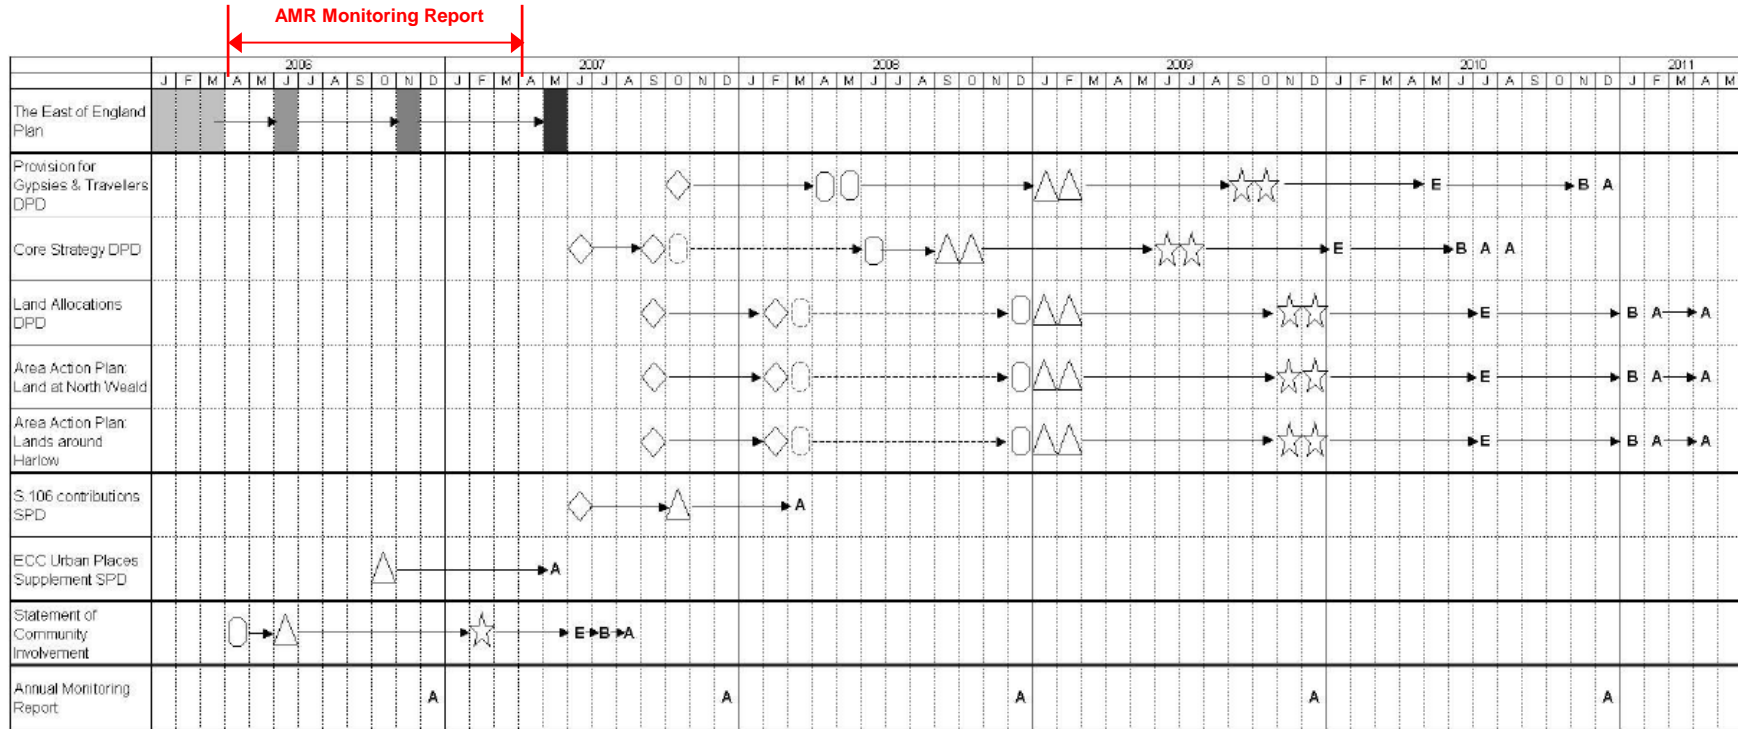 AMR Monitoring Report
2006 2007 2008 2009 2010 2011
J F M A M J J A S O N D J F M A M J J A S O N D J F M A M J J A S O N D J F M A M J J A S O N D J F M A M J J A S O N D J F M A M
The East of England
Plan
Provision for
Gypsies & Travellers
DPD
E B A
Core Strategy DPD
E B A A
Land Allocations
DPD
E B A A
Area Action Plan:
Land at North Weald
E B A A
Area Action Plan:
Lands around
Harlow
E B A A
S.106 contributions
SPD
A
ECC Urban Places
Supplement SPD
A
Statement of
Community
Involvement
E B A
Annual Monitoring
Report
A A A A A